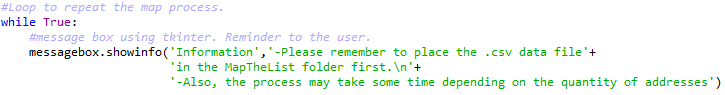 #Loop to repeat the map process.
while True:
#message box using tkinter. Reminder to the user.
messagebox.showinfo('Information','-Please remember to place the .csv data file'+
'in the MapTheList folder first.\n'+
'-Also, the process may take some time depending on the quantity of addresses')